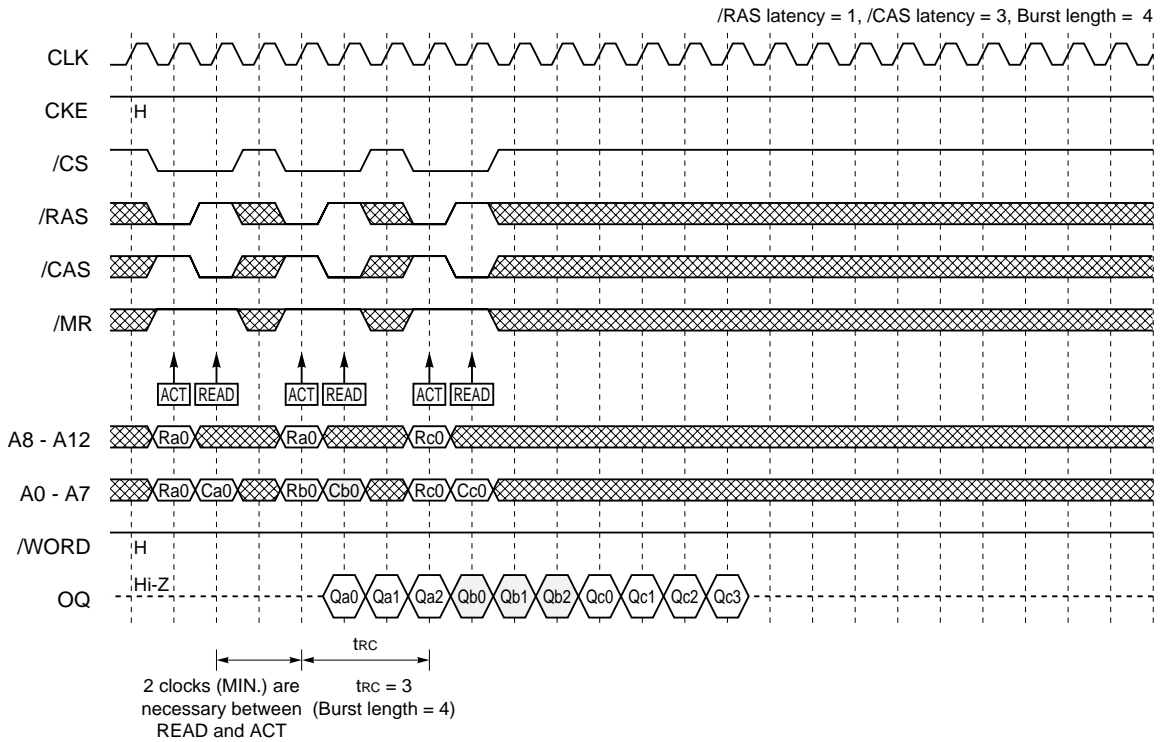 /RAS latency = 1, /CAS latency = 3, Burst length = 4
CLK
CKE H
/CS
/RAS
/CAS
/MR
ACT READ ACT READ ACT READ
A8 - A12 Ra0 Ra0 Rc0
A0 - A7 Ra0 Ca0 Rb0 Cb0 Rc0 Cc0
/WORD H
Hi-Z
OQ Qa0 Qa1 Qa2 Qb0 Qb1 Qb2 Qc0 Qc1 Qc2 Qc3
tRC
2 clocks (MIN.) are tRC = 3
necessary between (Burst length = 4)
READ and ACT